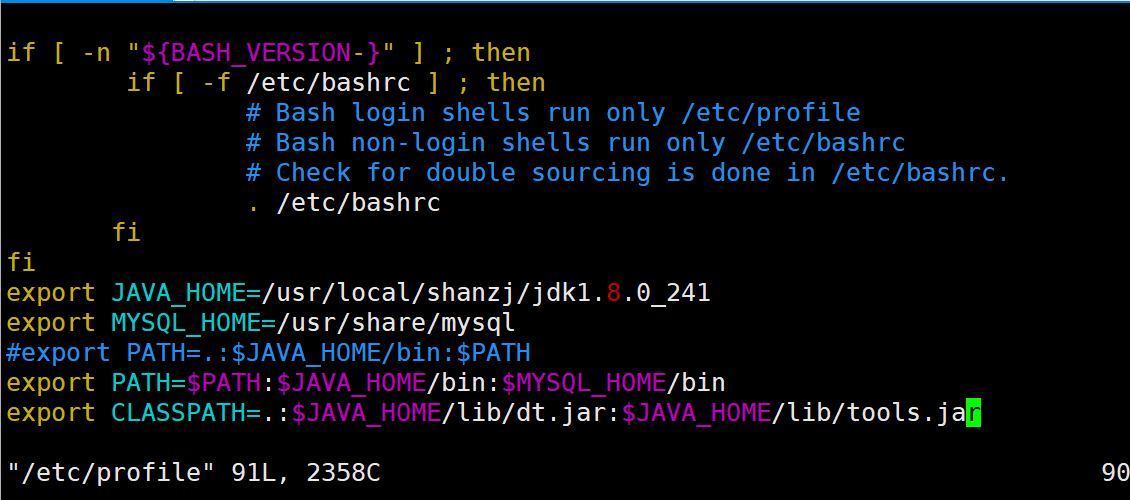 if [ -n "${BASH_VERSION-}" ] ; then
        if [ -f /etc/bashrc ] ; then
                # Bash login shells run only /etc/profile
                # Bash non-login shells run only /etc/bashrc
                # Check for double sourcing is done in /etc/bashrc.
                . /etc/bashrc
       fi
fi
export JAVA_HOME=/usr/local/shanzj/jdk1.8.0_241
export MYSQL_HOME=/usr/share/mysql
#export PATH=.:$JAVA_HOME/bin:$PATH
export PATH=$PATH:$JAVA_HOME/bin:$MYSQL_HOME/bin
export CLASSPATH=.:$JAVA_HOME/lib/dt.jar:$JAVA_HOME/lib/tools.jar
"/etc/profile" 91L, 2358C 90